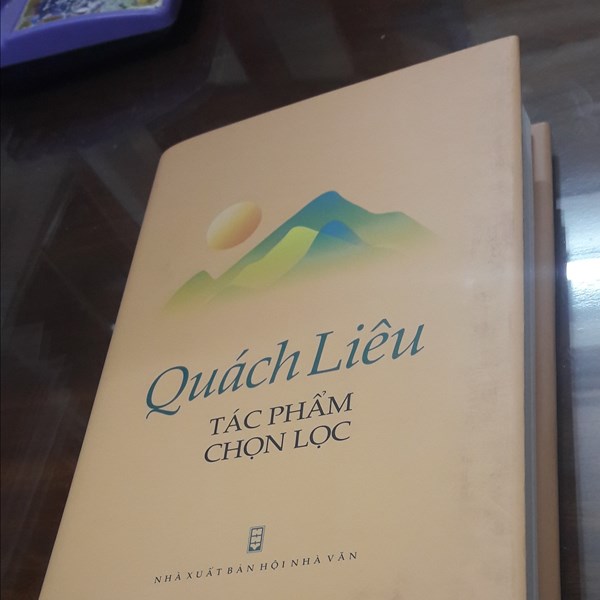 Quách Liêu
TÁC PHẨM
CHỌN LỌC
NHÀ XUẤT BẢN HỘI NHÀ VĂN